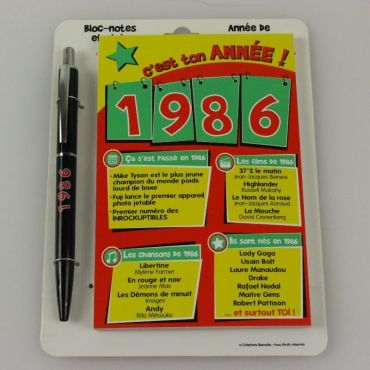 Bloc-notes
Année de
c'est ton ANNÉE !
1986
1986
Ça s'est passé en 1986
• Mike Tyson est le plus jeune
champion du monde poids
lourd de boxe
• Fuji lance le premier appareil
photo jetable
• Premier numéro des
INROCKUPTIBLES
Les films de 1986
37°2 le matin
Jean-Jacques Beineix
Highlander
Russell Mulcahy
Le Nom de la rose
Jean-Jacques Annaud
La Mouche
David Cronenberg
Les chansons de 1986
Libertine
Mylène Farmer
En rouge et noir
Jeanne Mas
Les Démons de minuit
Images
Andy
Rita Mitsouko
Ils sont nés en 1986
Lady Gaga
Usain Bolt
Laure Manaudou
Drake
Rafael Nadal
Maitre Gims
Robert Pattison
... et surtout TOI !